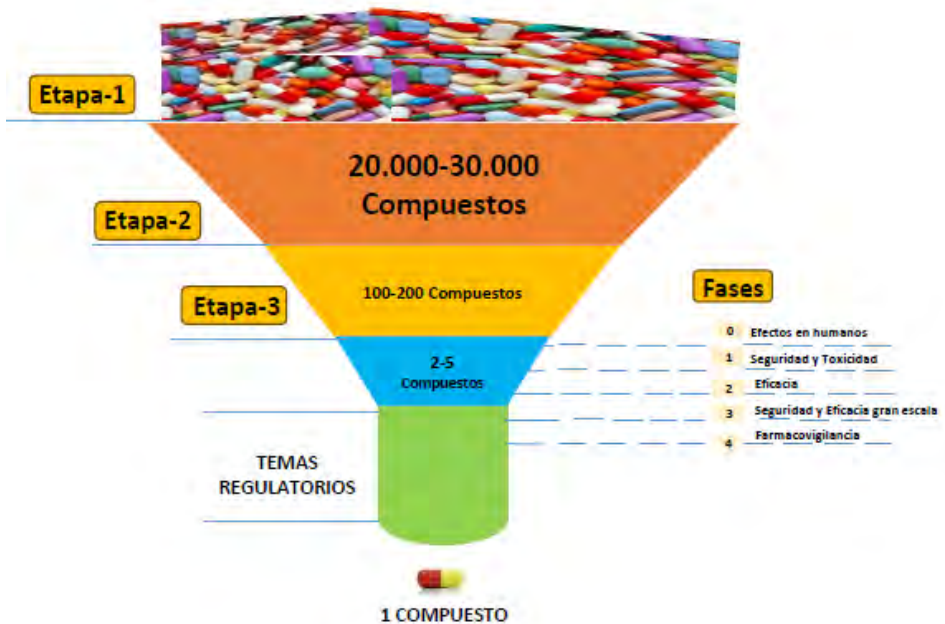 Etapa-1
20.000-30.000
Compuestos
Etapa-2
100-200 Compuestos
Etapa-3
2-5
Compuestos
Fases
0 Efectos en humanos
1 Seguridad y Toxicidad
2 Eficacia
3 Seguridad y Eficacia gran escala
4 Farmacovigilancia
TEMAS
REGULATORIOS
1 COMPUESTO